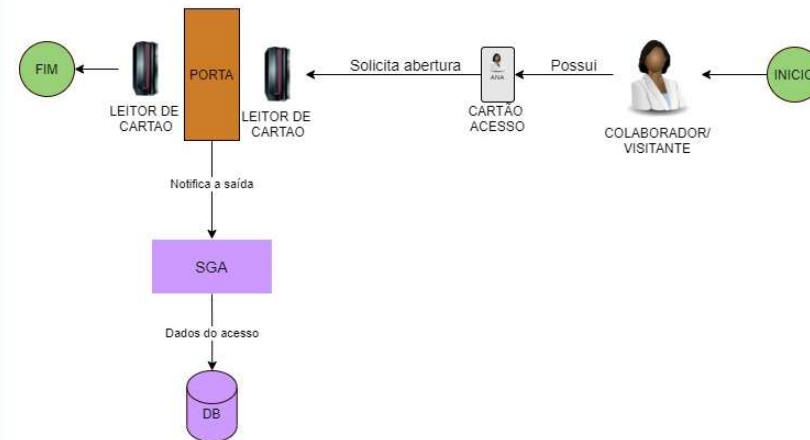 FIM
LEITOR DE
CARTAO
PORTA
LEITOR DE
CARTAO
Solicita abertura
ANA
CARTÃO
ACESSO
Possui
COLABORADOR/
VISITANTE
INICIO
Notifica a saída
SGA
Dados do acesso
DB